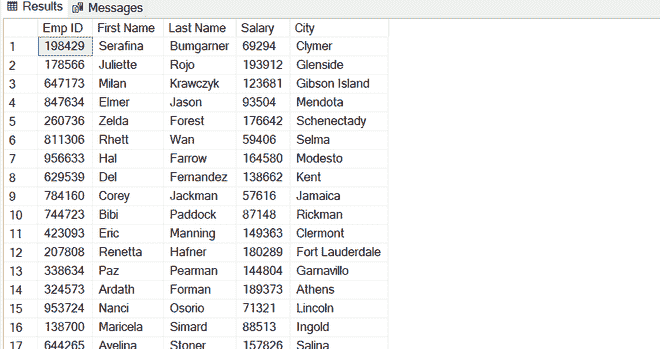 Results Messages
Emp ID First Name Last Name Salary City
1 198429 Serafina Bumgarner 69294 Clymer
2 178566 Juliette Rojo 193912 Glenside
3 647173 Milan Krawczyk 123681 Gibson Island
4 847634 Elmer Jason 93504 Mendota
5 260736 Zelda Forest 176642 Schenectady
6 811306 Rhett Wan 59406 Selma
7 956633 Hal Farrow 164580 Modesto
8 629539 Del Fernandez 138662 Kent
9 784160 Corey Jackman 57616 Jamaica
10 744723 Bibi Paddock 87148 Rickman
11 423093 Eric Manning 149363 Clermont
12 207808 Renetta Hafner 180289 Fort Lauderdale
13 338634 Paz Pearman 144804 Garnavillo
14 324573 Ardath Forman 189373 Athens
15 953724 Nanci Osorio 71321 Lincoln
16 138700 Maricela Simard 88513 Ingold
17 644265 Avelina Stoner 157826 Salina